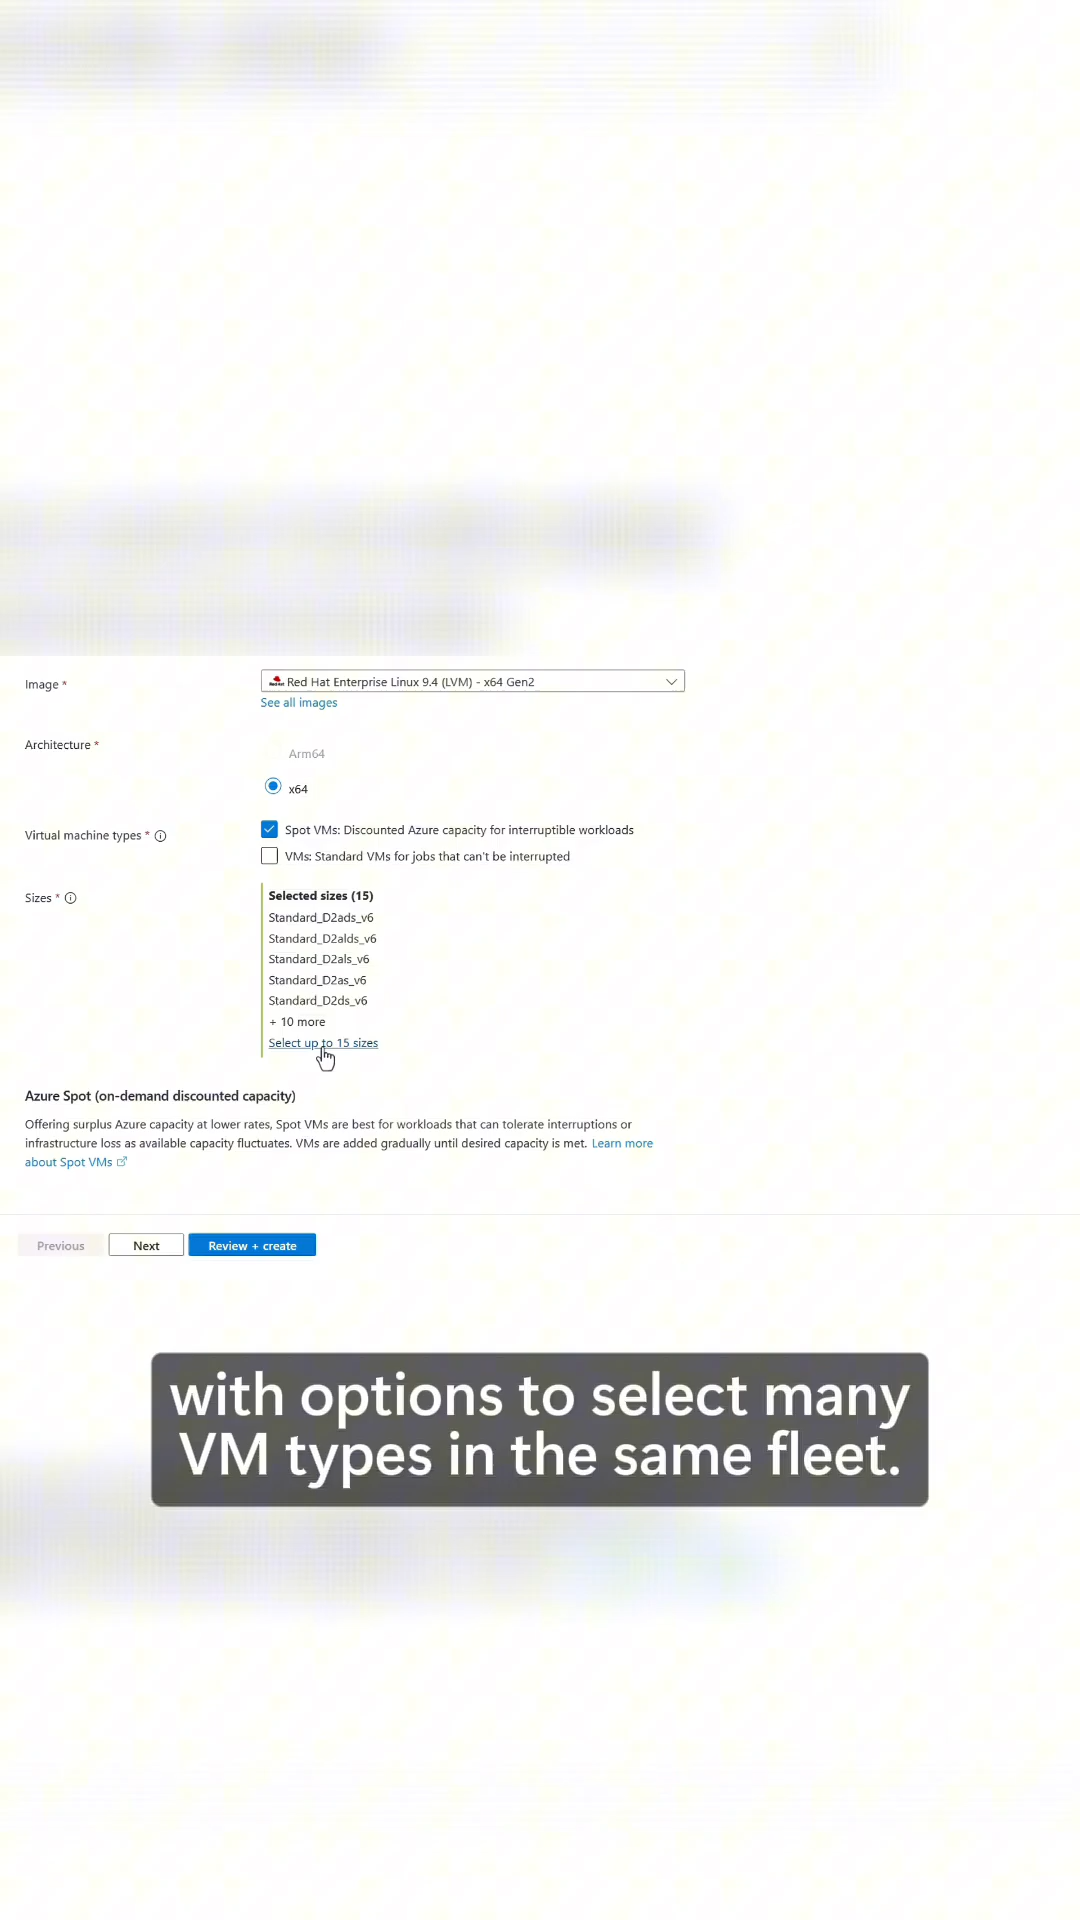 Image *
Red Hat Red Hat Enterprise Linux 9.4 (LVM) - x64 Gen2
See all images
Architecture *
Arm64
x64
Virtual machine types *
Spot VMs: Discounted Azure capacity for interruptible workloads
VMs: Standard VMs for jobs that can't be interrupted
Sizes *
Selected sizes (15)
Standard_D2ads_v6
Standard_D2alds_v6
Standard_D2als_v6
Standard_D2as_v6
Standard_D2ds_v6
+ 10 more
Select up to 15 sizes
Azure Spot (on-demand discounted capacity)
Offering surplus Azure capacity at lower rates, Spot VMs are best for workloads that can tolerate interruptions or
infrastructure loss as available capacity fluctuates. VMs are added gradually until desired capacity is met. Learn more
about Spot VMs
Previous Next Review + create
with options to select many
VM types in the same fleet.